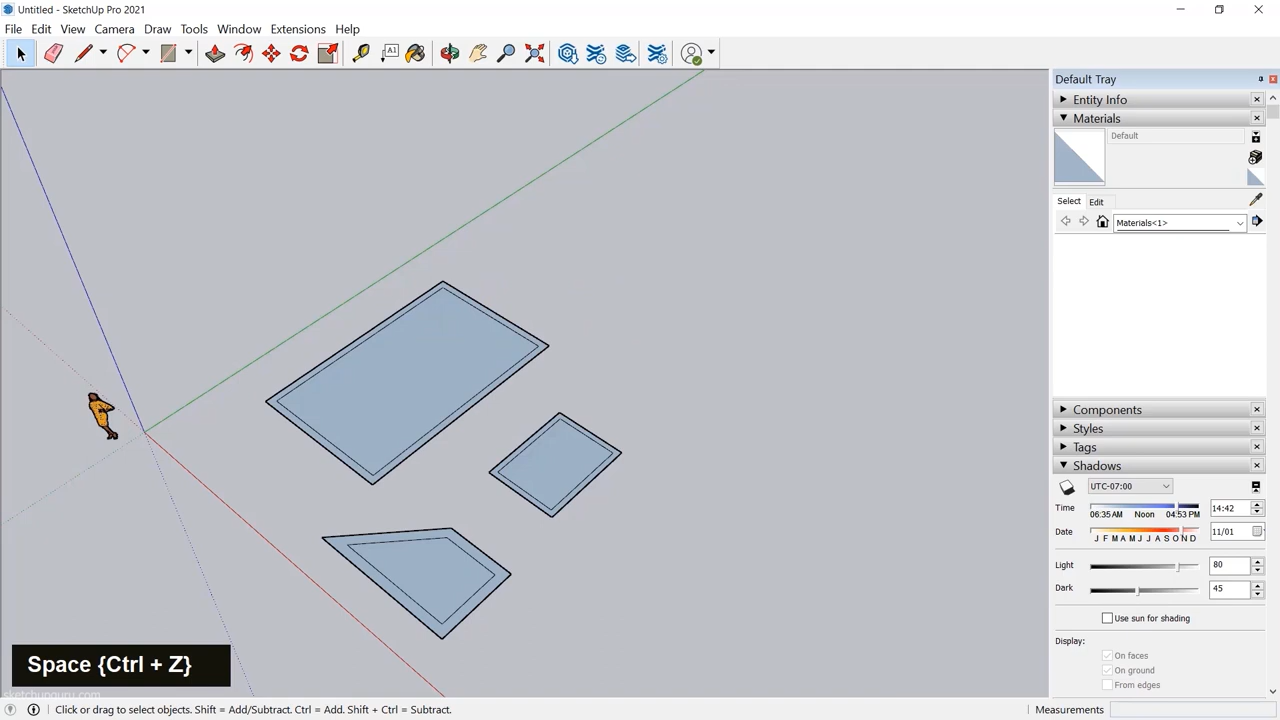 Untitled - SketchUp Pro 2021
File Edit View Camera Draw Tools Window Extensions Help
A1
Default Tray
Entity Info
Materials
Default
Select Edit
Materials<1>
Components
Styles
Tags
Shadows
UTC-07:00
Time
06:35 AM Noon 04:53 PM 14:42
Date
J F M A M J J A S O N D 11/01
Light 80
Dark 45
Use sun for shading
Display:
On faces
On ground
From edges
Space {Ctrl + Z}
sketchupguru.com
Click or drag to select objects. Shift = Add/Subtract. Ctrl = Add. Shift + Ctrl = Subtract.
Measurements